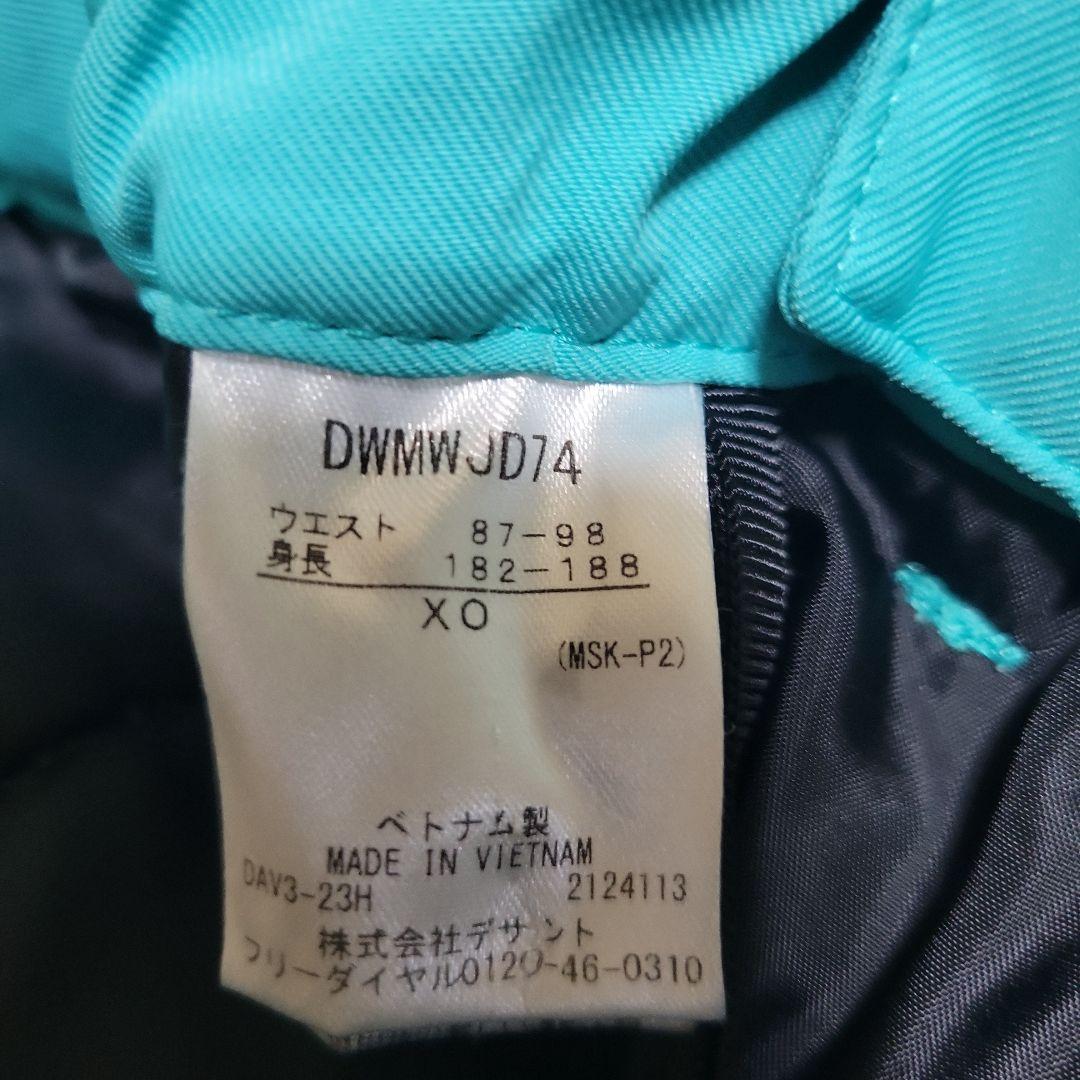 DWMWJD74
ウエスト 87-98
身長 182-188
XO
(MSK-P2)
ベトナム製
MADE IN VIETNAM
DAV3-23H 2124113
株式会社デサント
フリーダイヤル0120-46-0310